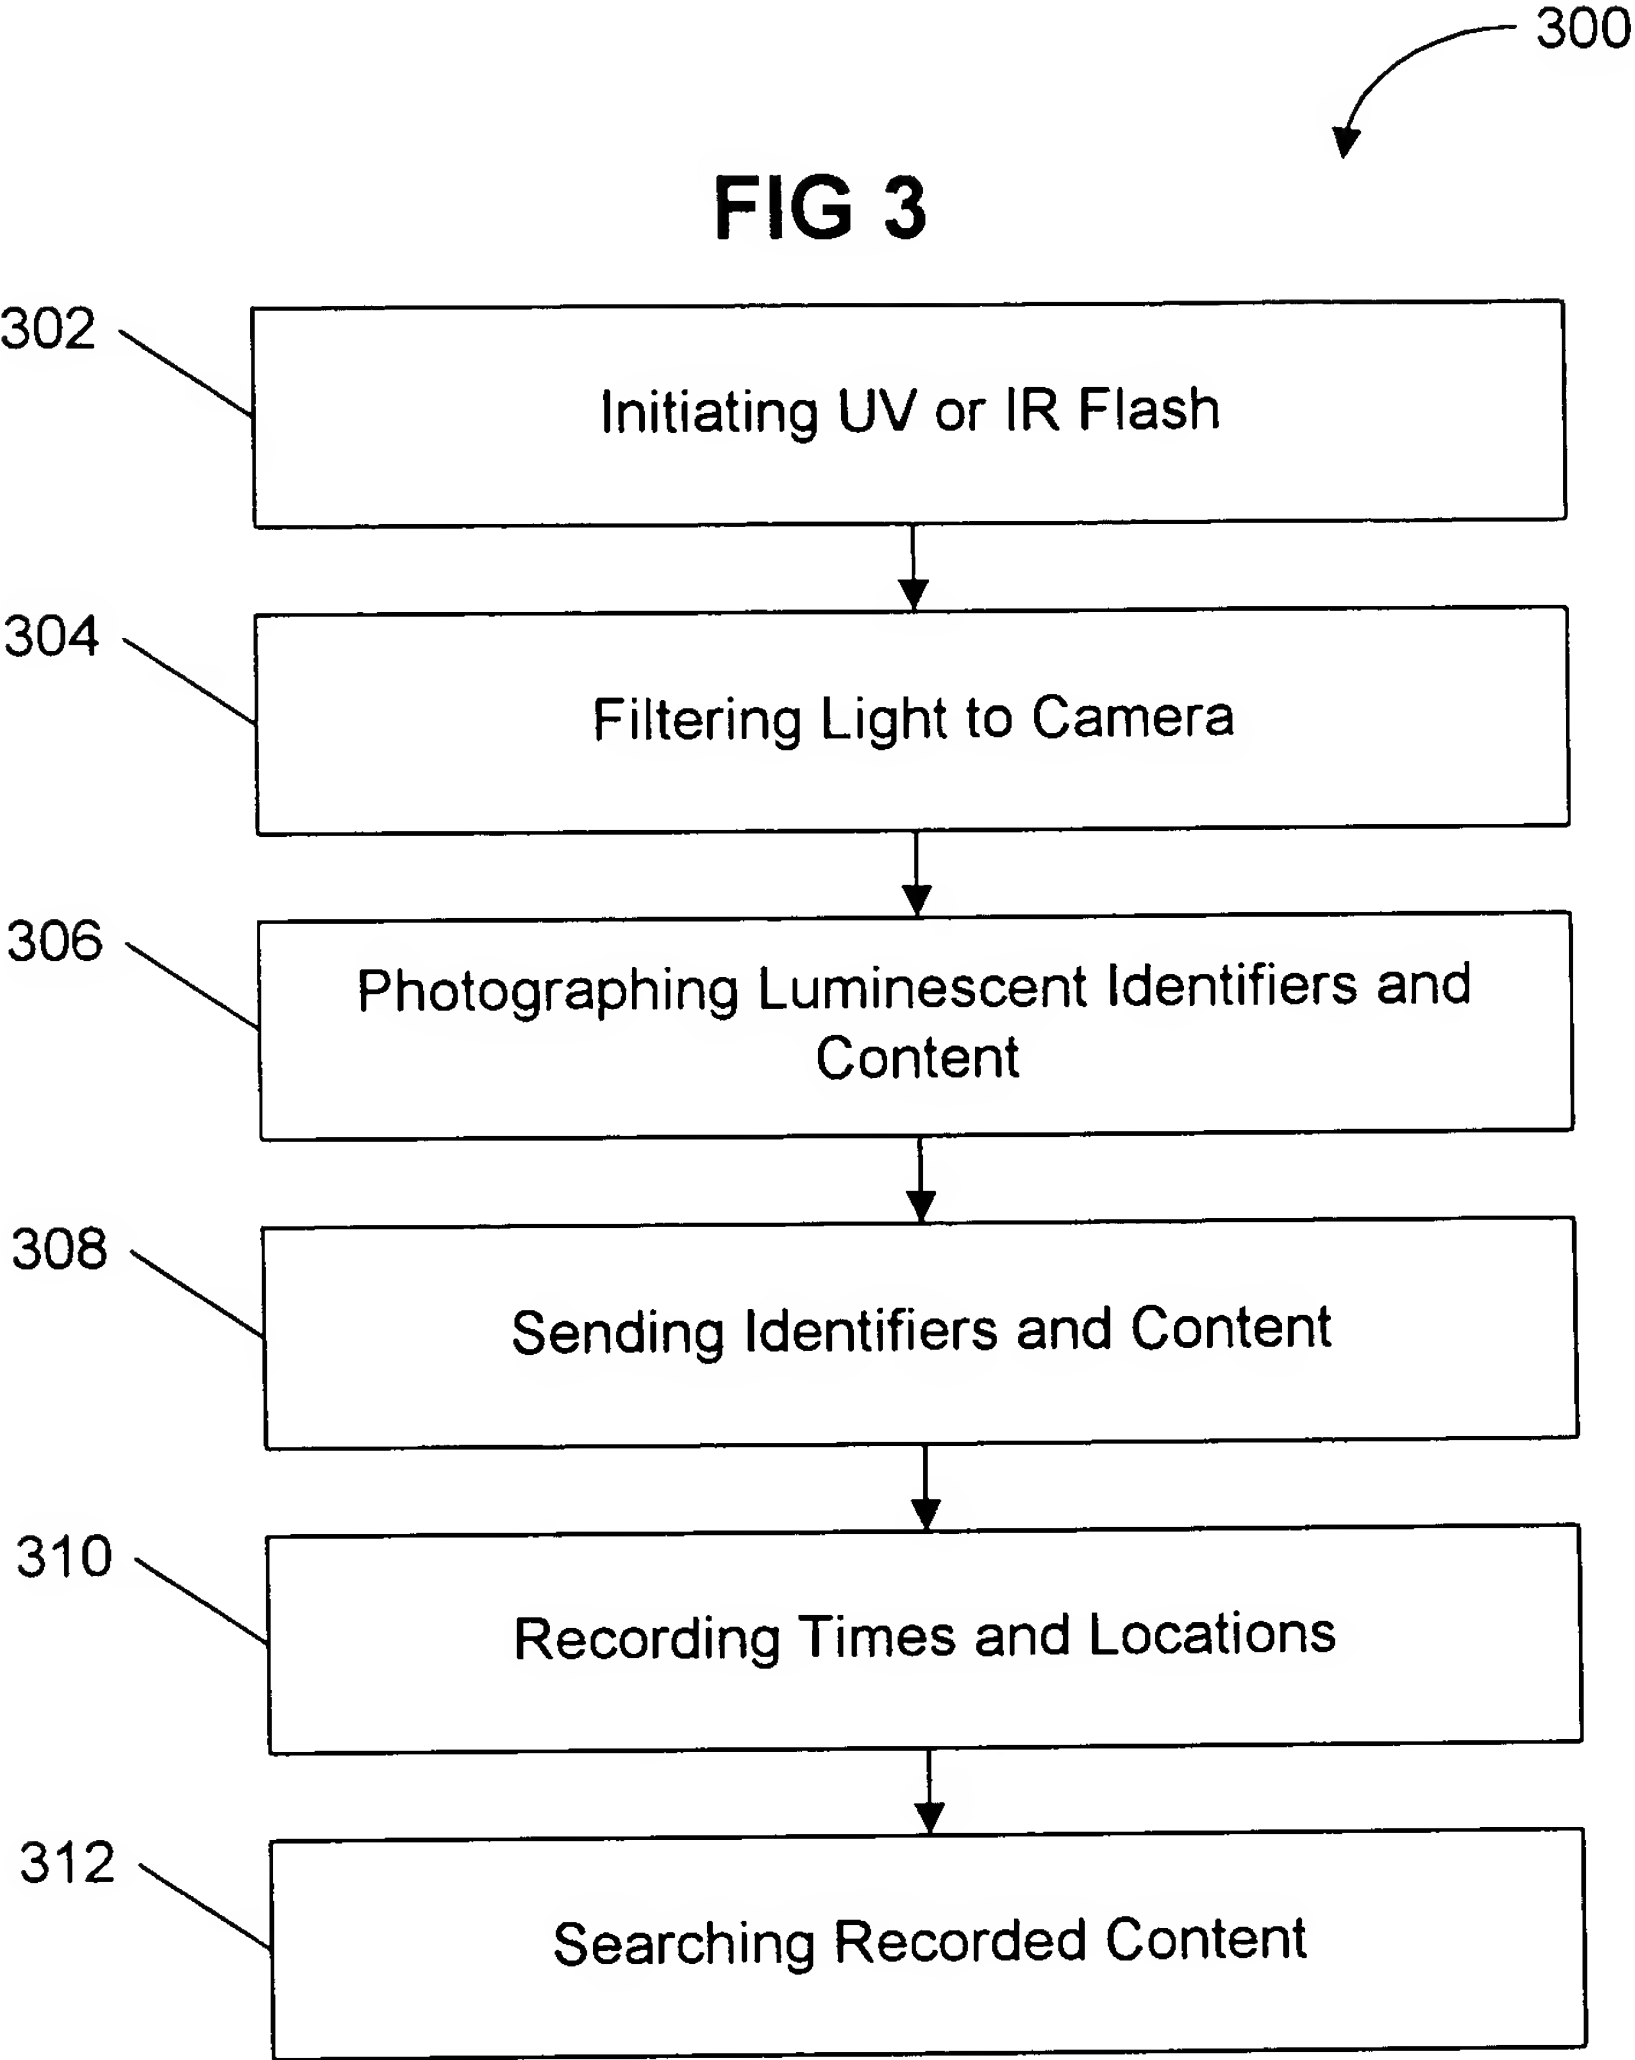 300
FIG 3
302
Initiating UV or IR Flash
304
Filtering Light to Camera
306
Photographing Luminescent Identifiers and
Content
308
Sending Identifiers and Content
310
Recording Times and Locations
312
Searching Recorded Content